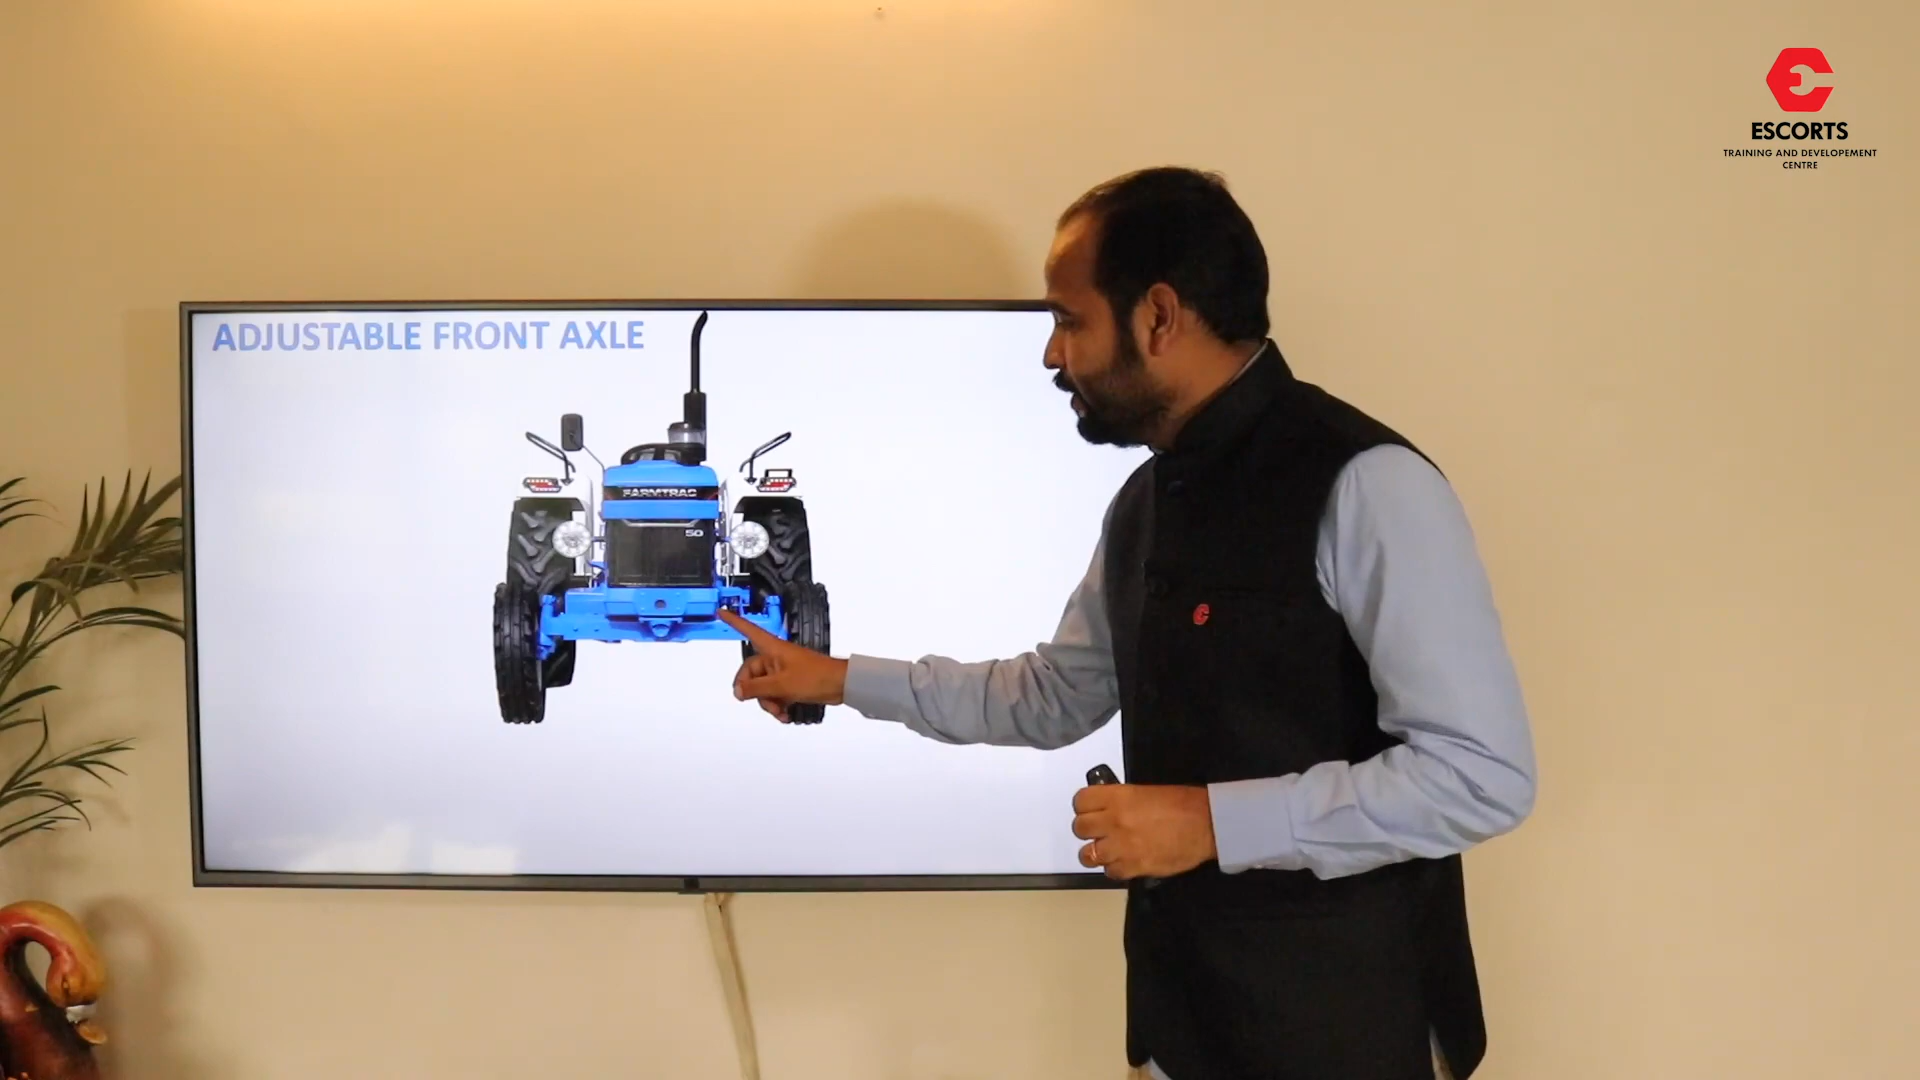 ESCORTS
TRAINING AND DEVELOPEMENT
CENTRE
ADJUSTABLE FRONT AXLE
FARMTRAC
50